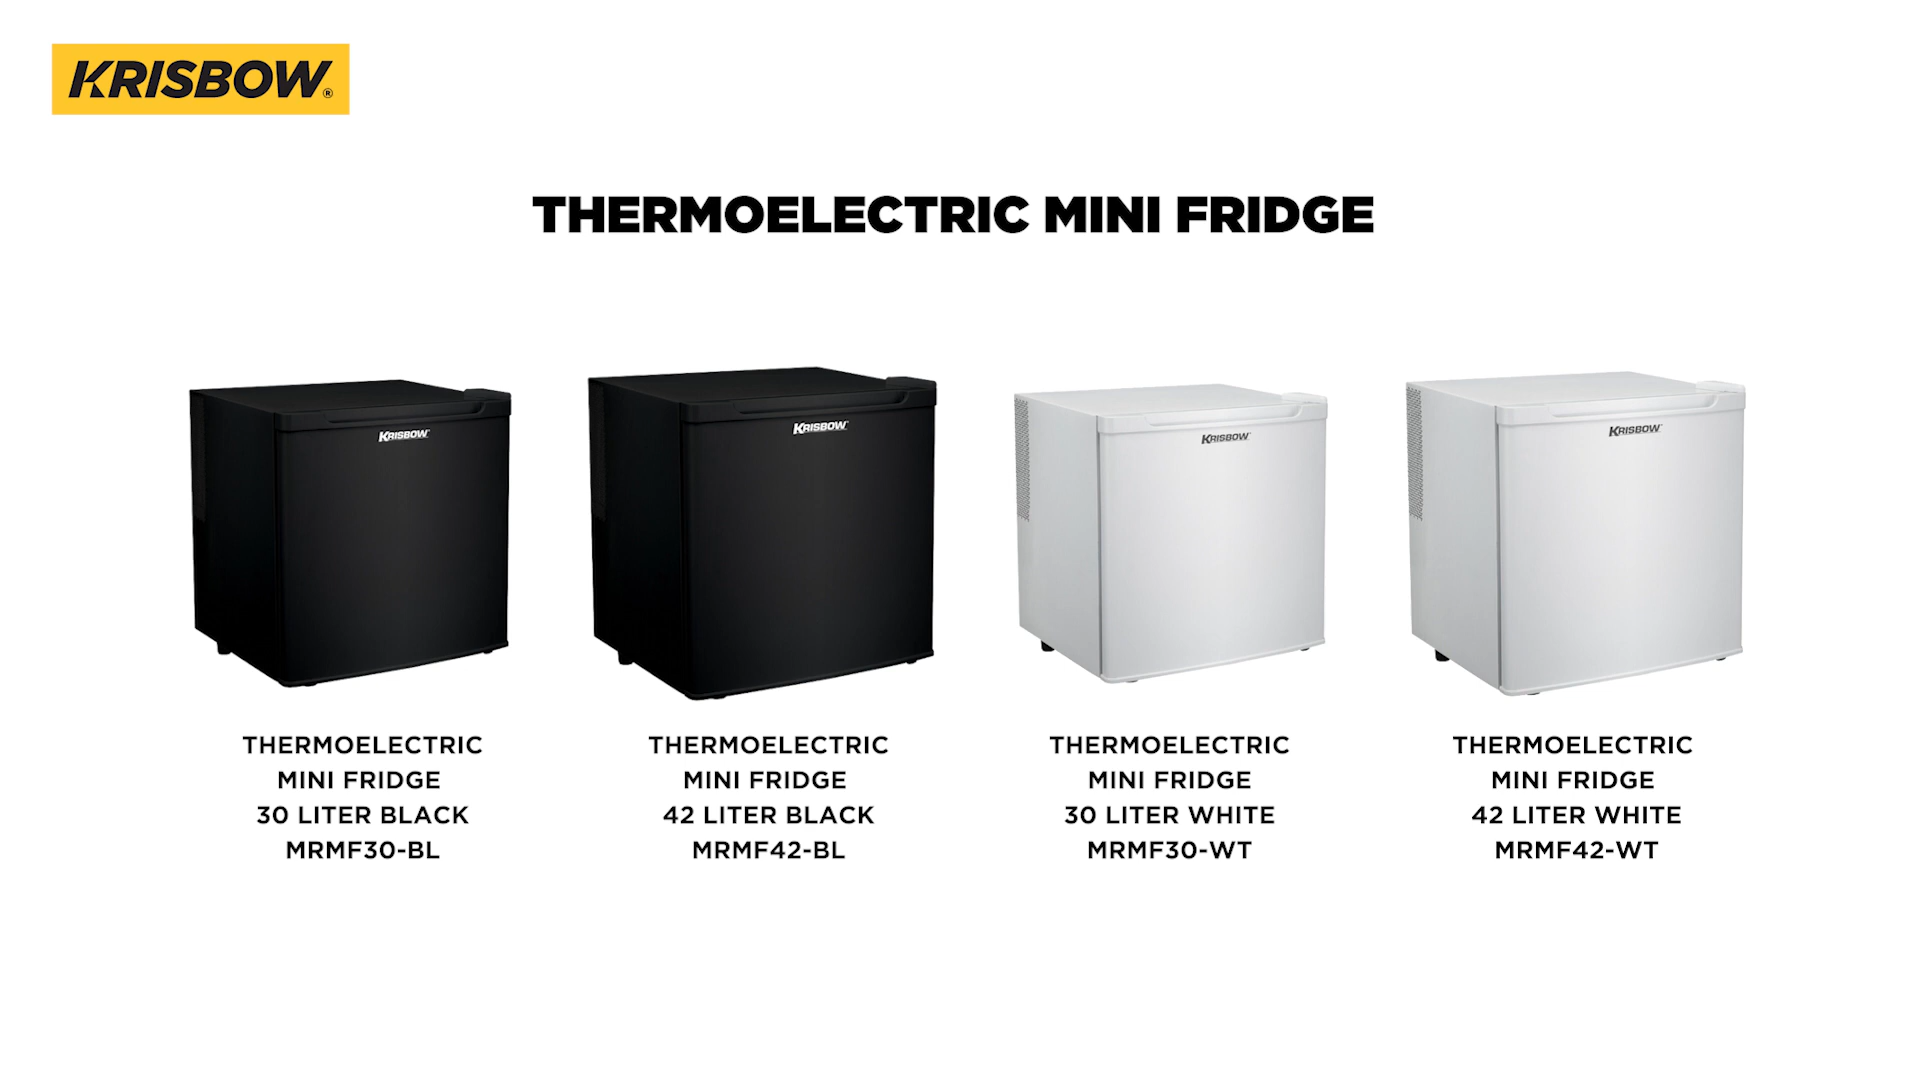 KRISBOW®
THERMOELECTRIC MINI FRIDGE
KRISBOW
KRISBOW
KRISBOW
KRISBOW
THERMOELECTRIC
MINI FRIDGE
30 LITER BLACK
MRMF30-BL
THERMOELECTRIC
MINI FRIDGE
42 LITER BLACK
MRMF42-BL
THERMOELECTRIC
MINI FRIDGE
30 LITER WHITE
MRMF30-WT
THERMOELECTRIC
MINI FRIDGE
42 LITER WHITE
MRMF42-WT